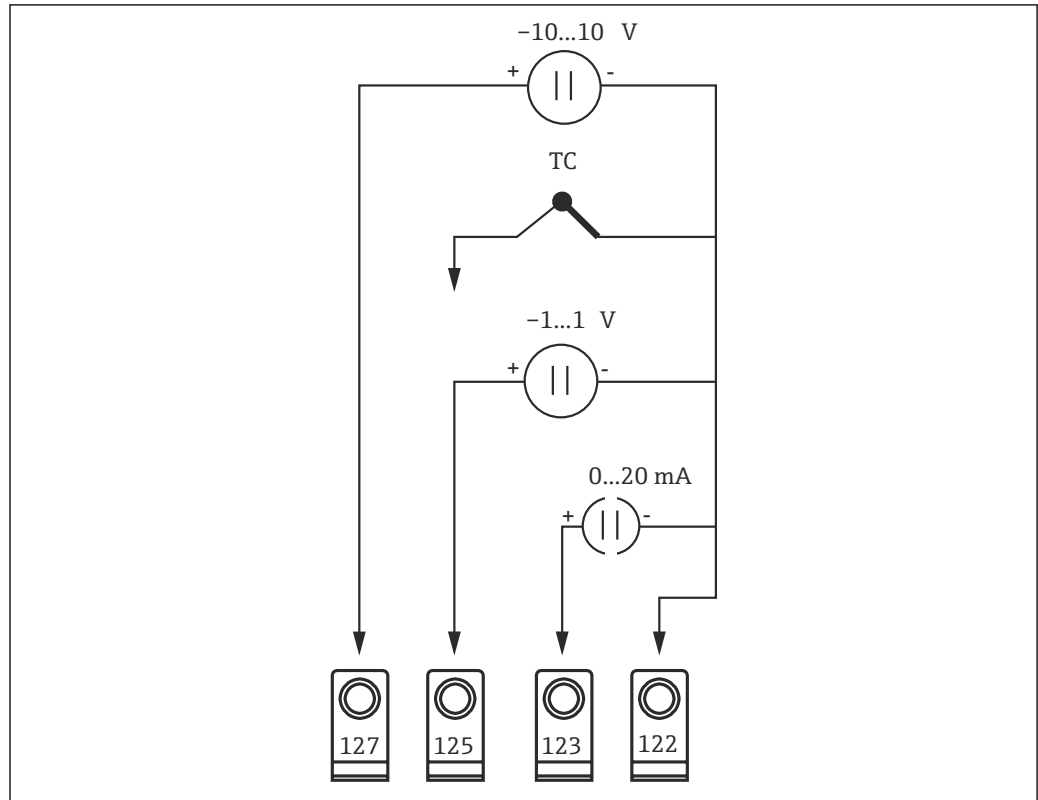 −10...10 V
+ -
TC
−1...1 V
+ -
0...20 mA
+ -
127 125 123 122